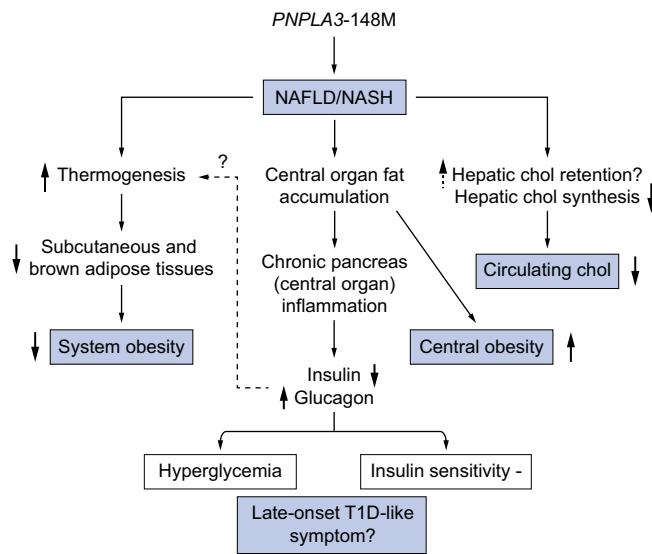 PNPLA3-148M
NAFLD/NASH
?
Thermogenesis
Central organ fat
accumulation
Hepatic chol retention?
Hepatic chol synthesis
Subcutaneous and
brown adipose tissues
Chronic pancreas
(central organ)
inflammation
Circulating chol
System obesity
Central obesity
Insulin
Glucagon
Hyperglycemia
Insulin sensitivity -
Late-onset T1D-like
symptom?